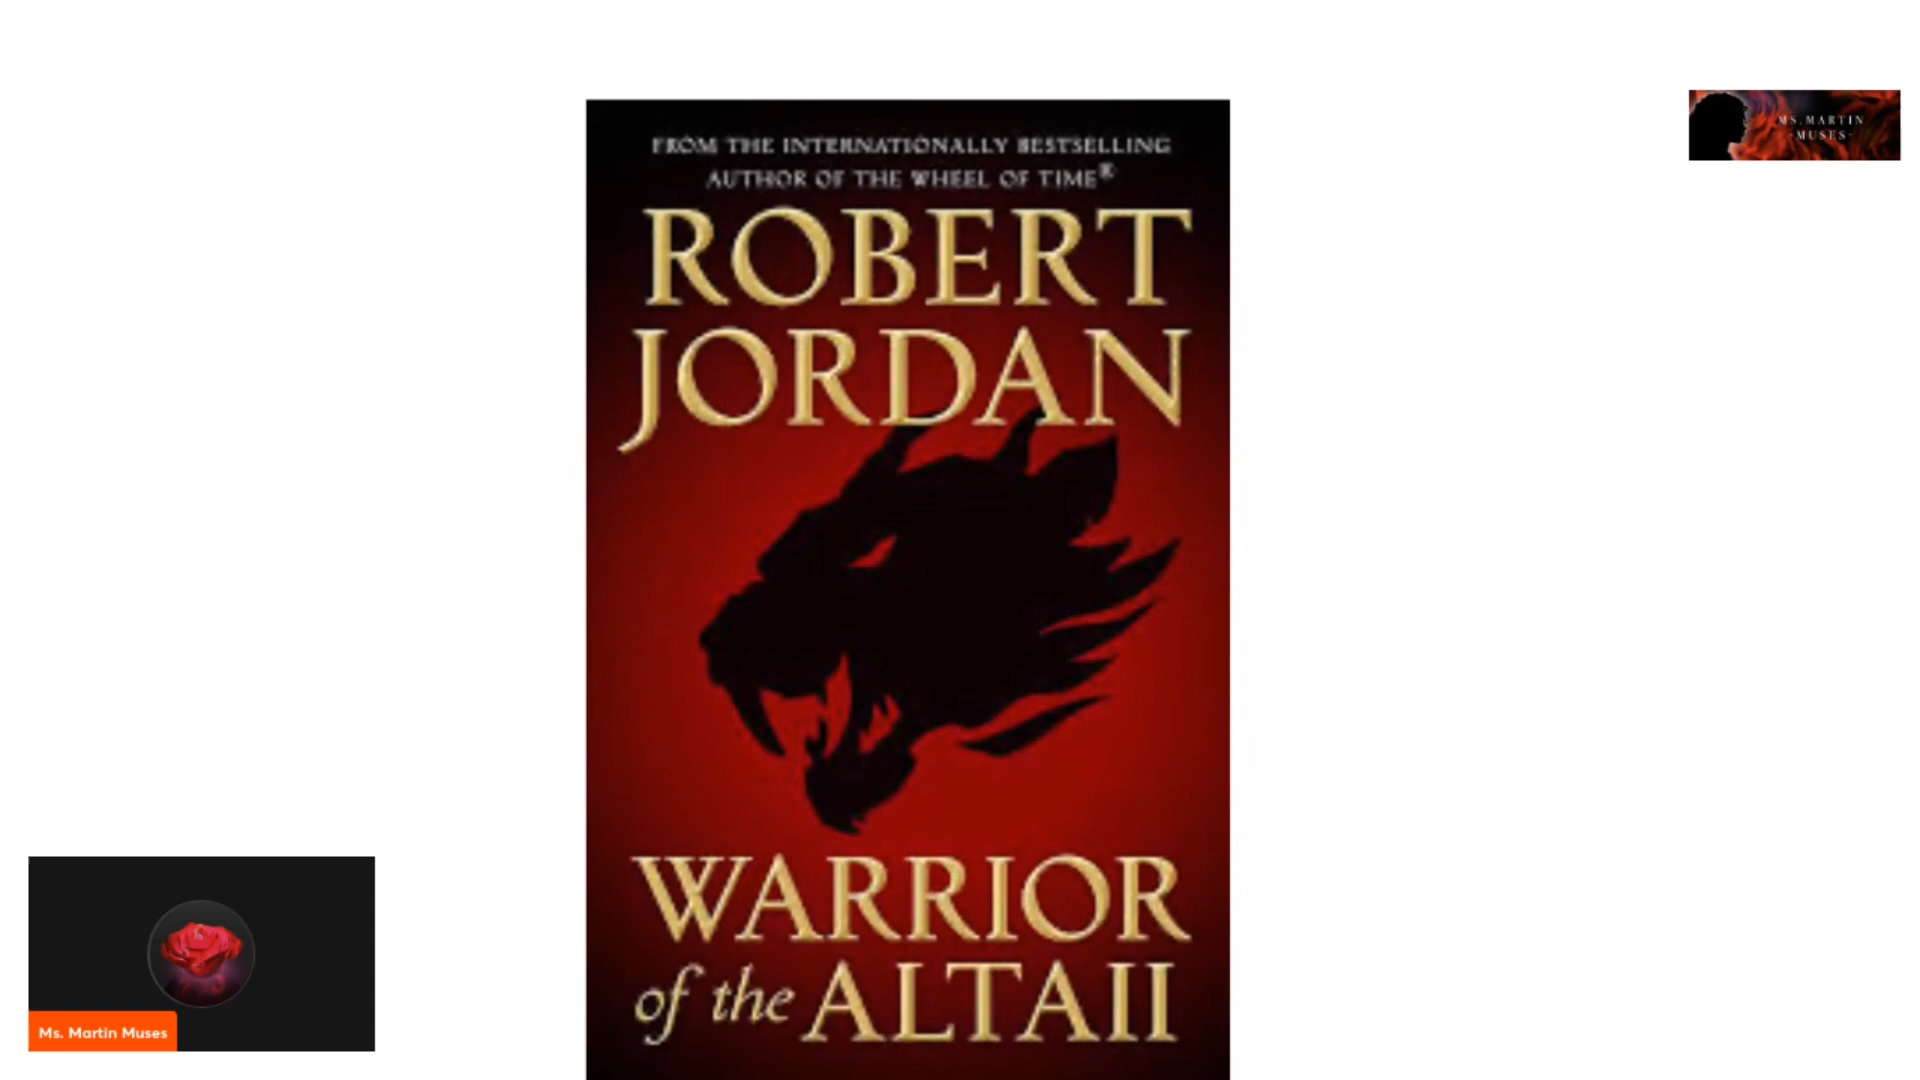 FROM THE INTERNATIONALLY BESTSELLING
AUTHOR OF THE WHEEL OF TIME®
ROBERT
JORDAN
WARRIOR
of the ALTAII
MS. MARTIN
-MUSES-
Ms. Martin Muses